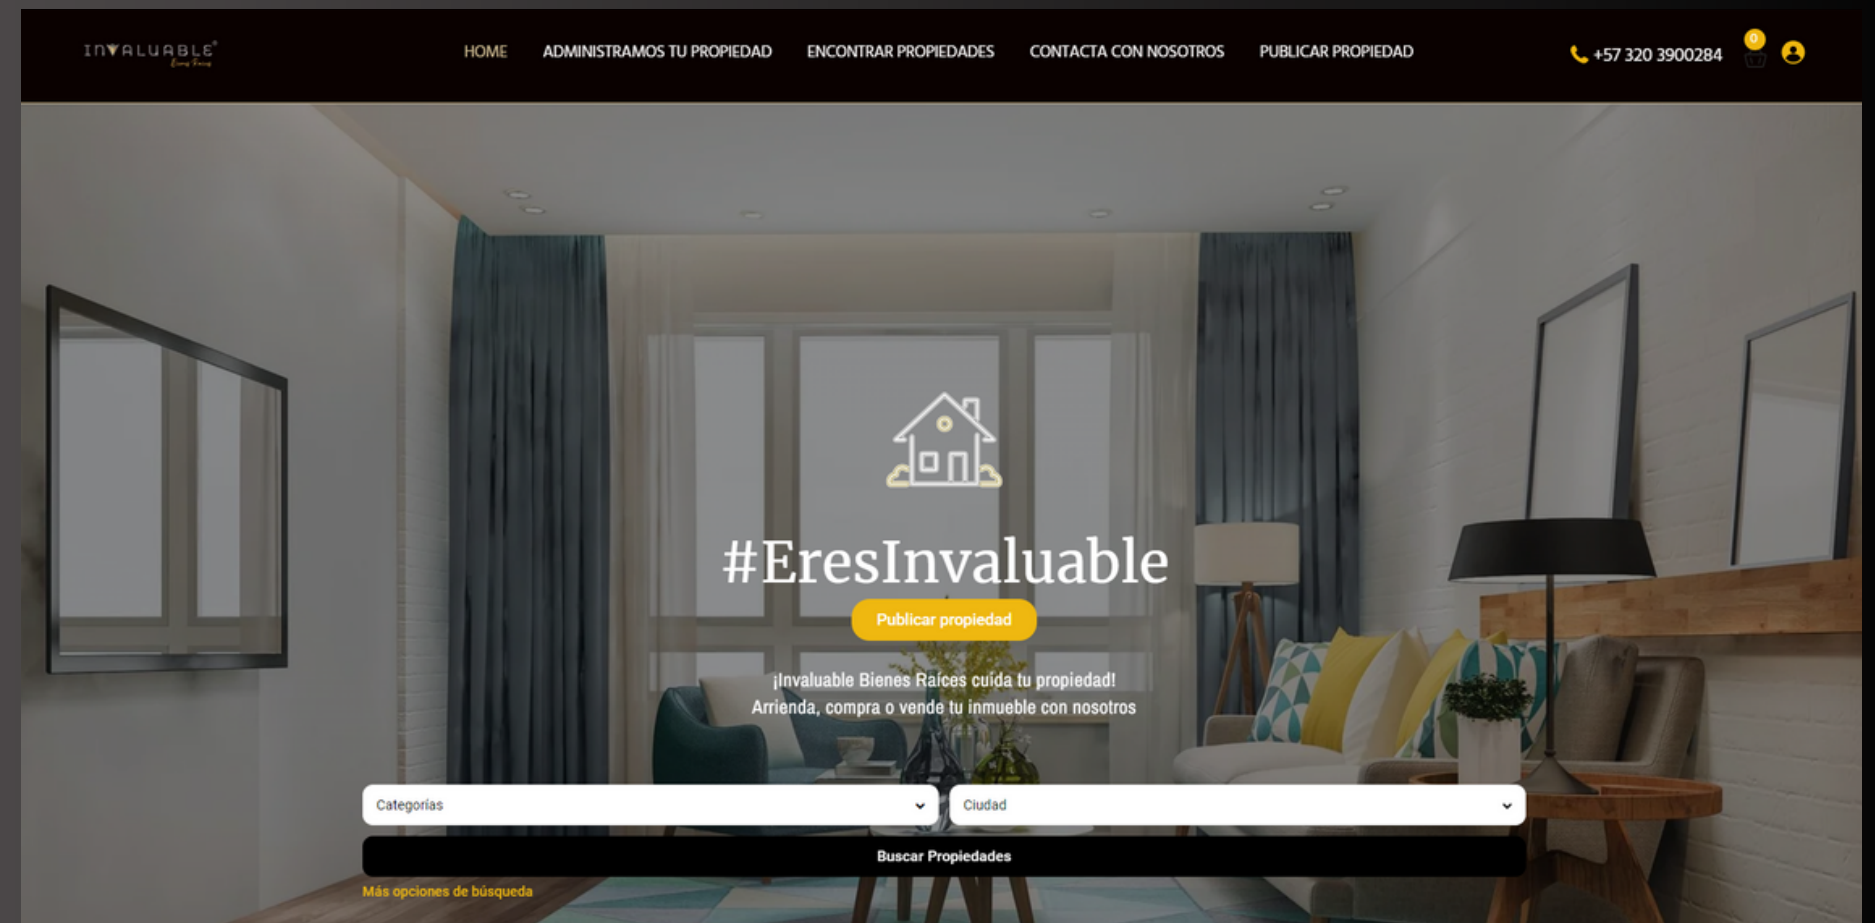 INVALUABLE®
Bienes Raíces
HOME ADMINISTRAMOS TU PROPIEDAD ENCONTRAR PROPIEDADES CONTACTA CON NOSOTROS PUBLICAR PROPIEDAD +57 320 3900284 0
#EresInvaluable
Publicar propiedad
¡Invaluable Bienes Raíces cuida tu propiedad!
Arrienda, compra o vende tu inmueble con nosotros
Categorías Ciudad
Buscar Propiedades
Más opciones de búsqueda